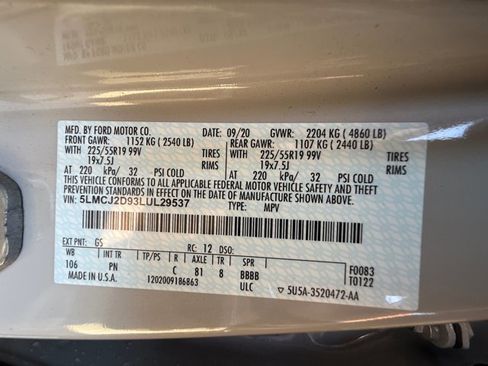 MFD. BY FORD MOTOR CO. DATE: 09/20 GVWR: 2204 KG ( 4860 LB)
FRONT GAWR: 1152 KG ( 2540 LB) REAR GAWR: 1107 KG ( 2440 LB)
WITH 225/55R19 99V TIRES WITH 225/55R19 99V TIRES
19x7.5J RIMS 19x7.5J RIMS
AT 220 kPa/ 32 PSI COLD AT 220 kPa/ 32 PSI COLD
THIS VEHICLE CONFORMS TO ALL APPLICABLE FEDERAL MOTOR VEHICLE SAFETY AND THEFT
PREVENTION STANDARDS IN EFFECT ON THE DATE OF MANUFACTURE SHOWN ABOVE.
VIN: 5LMCJ2D93LUL29537 TYPE: MPV
EXT PNT: GS RC: 12 DSO:
WB INT TR TP/PS R AXLE TR SPR F0083
106 PN C 81 8 BBBB T0122
MADE IN U.S.A. 1202009186863 ULC ▽ 5U5A-3520472-AA